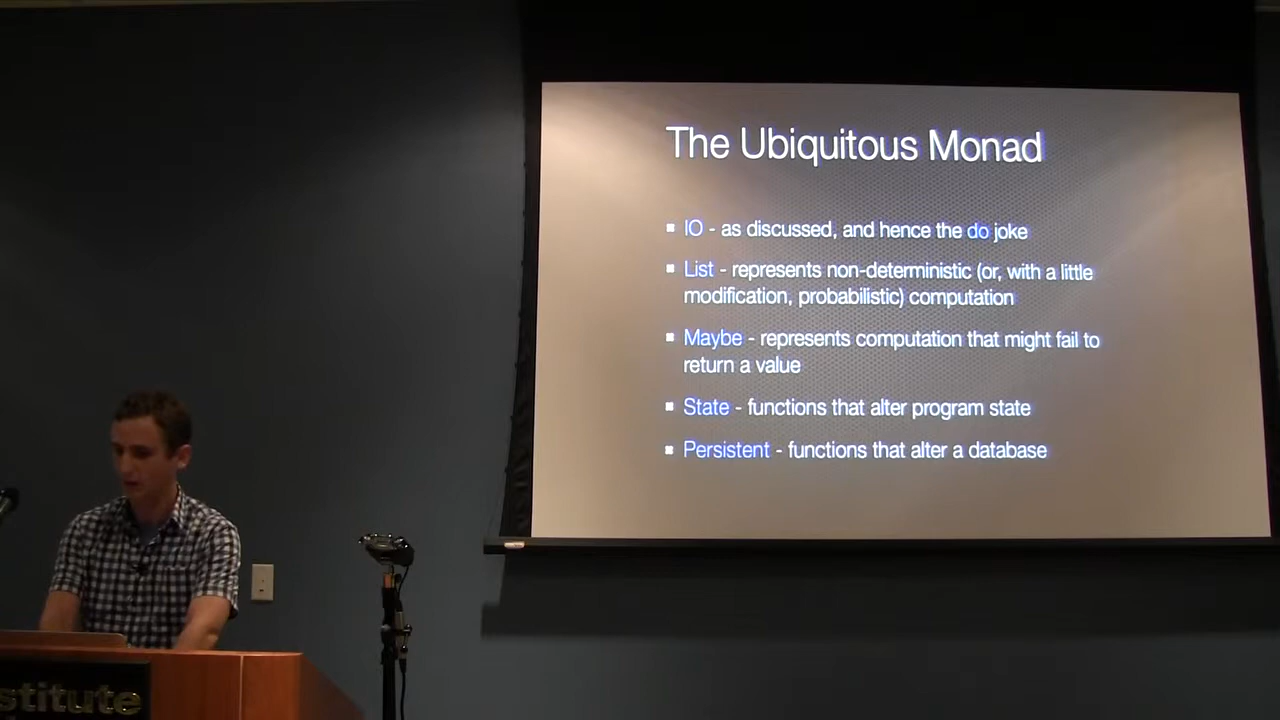 The Ubiquitous Monad
▪ IO - as discussed, and hence the do joke
▪ List - represents non-deterministic (or, with a little
modification, probabilistic) computation
▪ Maybe - represents computation that might fail to
return a value
▪ State - functions that alter program state
▪ Persistent - functions that alter a database
stitute